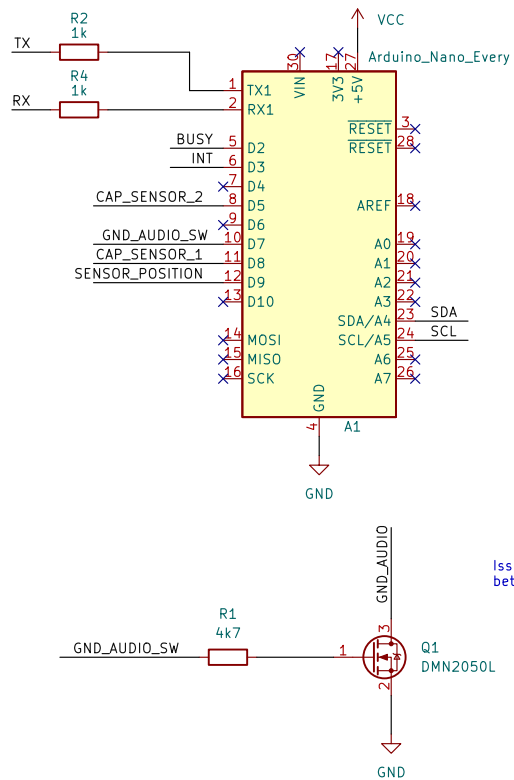 R2
1k
TX
VCC
Arduino_Nano_Every
30
17
27
VIN
3V3
+5V
R4
1k
RX
1
TX1
2
RX1
RESET
3
BUSY
5
D2
RESET
28
INT
6
D3
7
D4
CAP_SENSOR_2
8
D5
AREF
18
9
D6
GND_AUDIO_SW
10
D7
A0
19
CAP_SENSOR_1
11
D8
A1
20
SENSOR_POSITION
12
D9
A2
21
13
D10
A3
22
SDA/A4
23
SDA
14
MOSI
SCL/A5
24
SCL
15
MISO
A6
25
16
SCK
A7
26
GND
4
A1
GND
GND_AUDIO
Iss
bet
R1
4k7
3
GND_AUDIO_SW
1
Q1
DMN2050L
2
GND